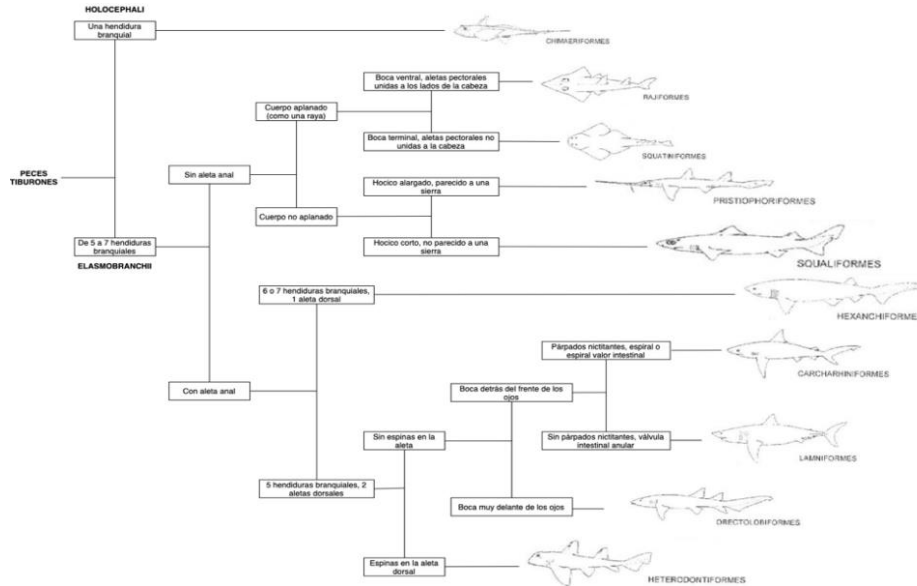 HOLOCEPHALI
Una hendidura
branquial
CHIMAERIFORMES
Boca ventral, aletas pectorales
unidas a los lados de la cabeza
RAJIFORMES
Cuerpo aplanado
(como una raya)
Boca terminal, aletas pectorales no
unidas a la cabeza
SQUATINIFORMES
Sin aleta anal
PECES
TIBURONES
Hocico alargado, parecido a una
sierra
PRISTIOPHORIFORMES
Cuerpo no aplanado
De 5 a 7 hendiduras
branquiales
ELASMOBRANCHII
Hocico corto, no parecido a una
sierra
SQUALIFORMES
6 o 7 hendiduras branquiales,
1 aleta dorsal
HEXANCHIFORME
Párpados nictitantes, espiral o
espiral valor intestinal
CARCHARHINIFORMES
Con aleta anal
Boca detrás del frente de los
ojos
Sin espinas en la
aleta
Sin párpados nictitantes, válvula
intestinal anular
LAMNIFORMES
5 hendiduras branquiales, 2
aletas dorsales
Boca muy delante de los ojos
ORECTOLOBIFORMES
Espinas en la aleta
dorsal
HETERODONTIFORMES